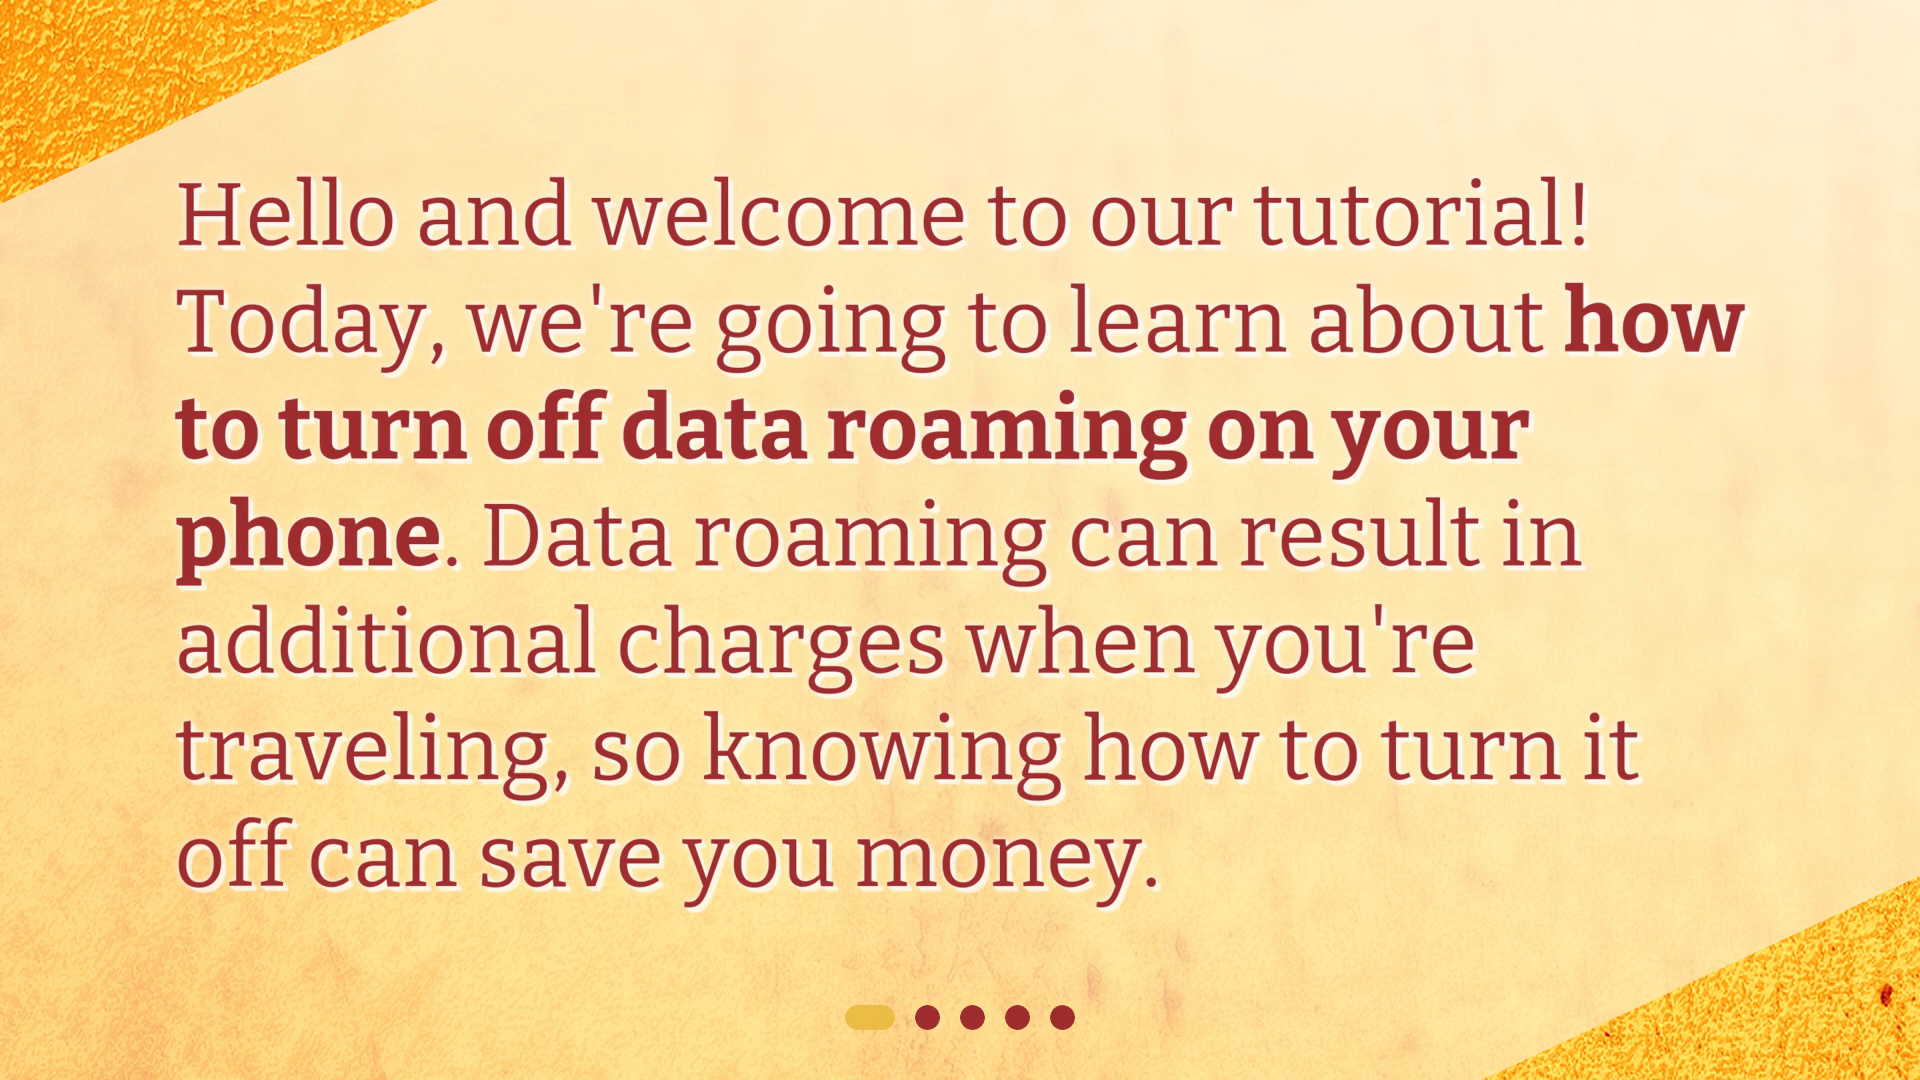 Hello and welcome to our tutorial!
Today, we're going to learn about how
to turn off data roaming on your
phone. Data roaming can result in
additional charges when you're
traveling, so knowing how to turn it
off can save you money.